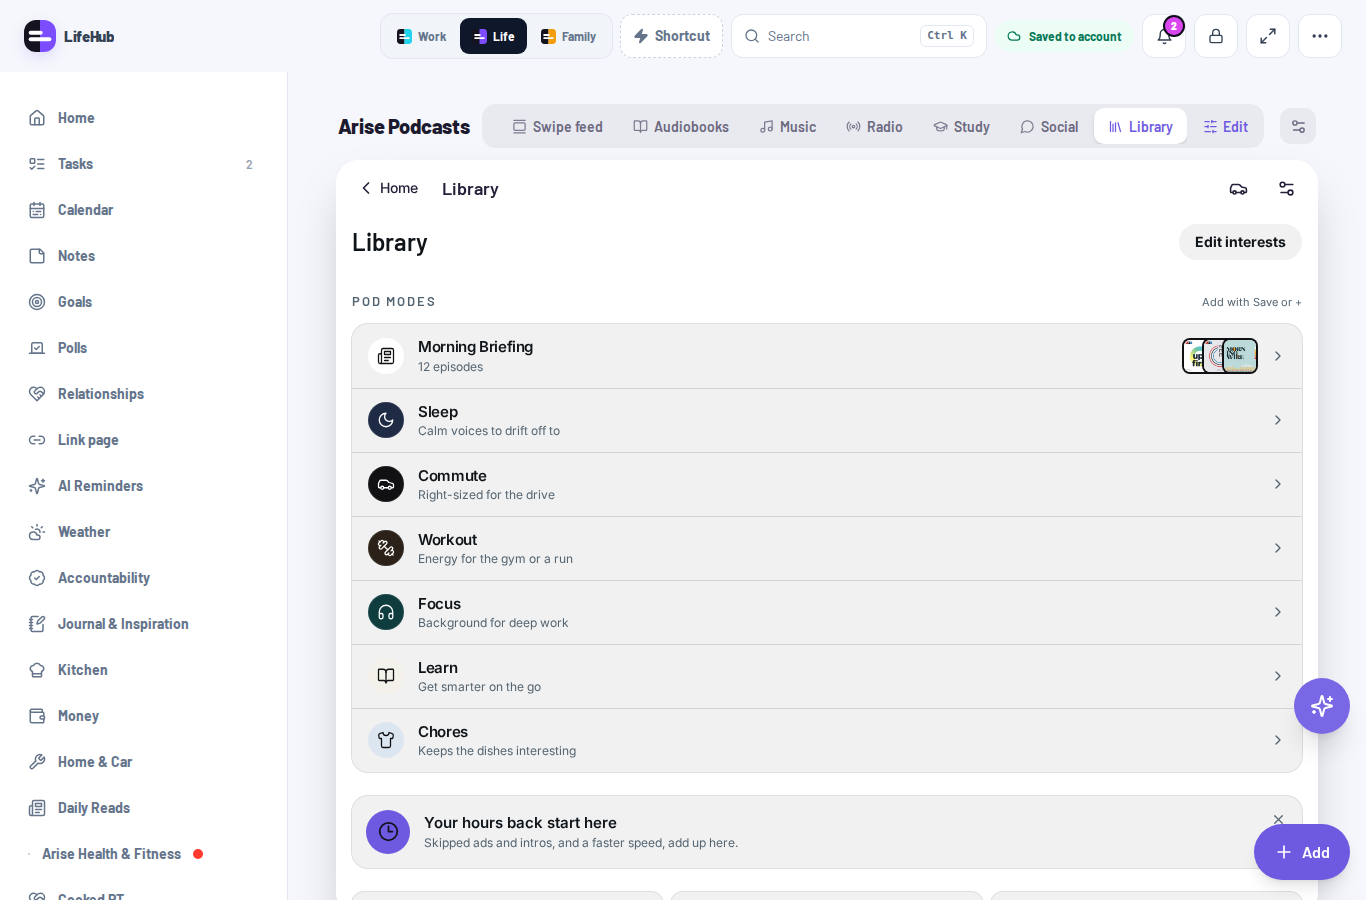 LifeHub
Work
Life
Family
Shortcut
Search
Ctrl K
Saved to account
2
Home
Tasks
2
Calendar
Notes
Goals
Polls
Relationships
Link page
AI Reminders
Weather
Accountability
Journal & Inspiration
Kitchen
Money
Home & Car
Daily Reads
Arise Health & Fitness
Arise Podcasts
Swipe feed
Audiobooks
Music
Radio
Study
Social
Library
Edit
Home
Library
Library
Edit interests
POD MODES
Add with Save or +
Morning Briefing
12 episodes
Sleep
Calm voices to drift off to
Commute
Right-sized for the drive
Workout
Energy for the gym or a run
Focus
Background for deep work
Learn
Get smarter on the go
Chores
Keeps the dishes interesting
Your hours back start here
Skipped ads and intros, and a faster speed, add up here.
Add